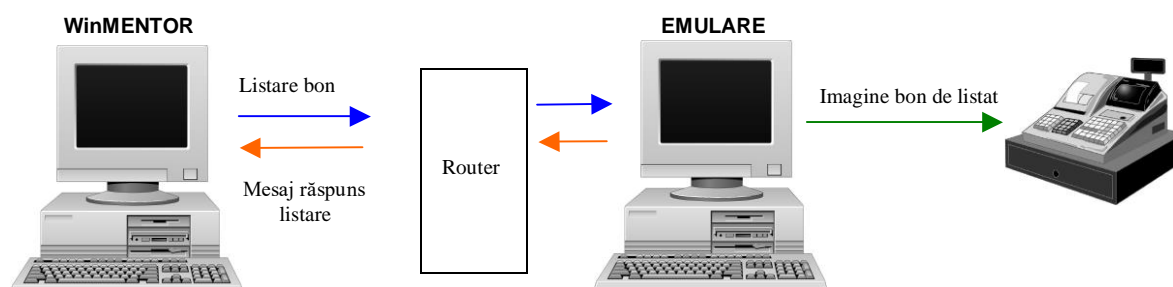 WinMENTOR
EMULARE
Listare bon
Imagine bon de listat
Router
Mesaj răspuns
listare